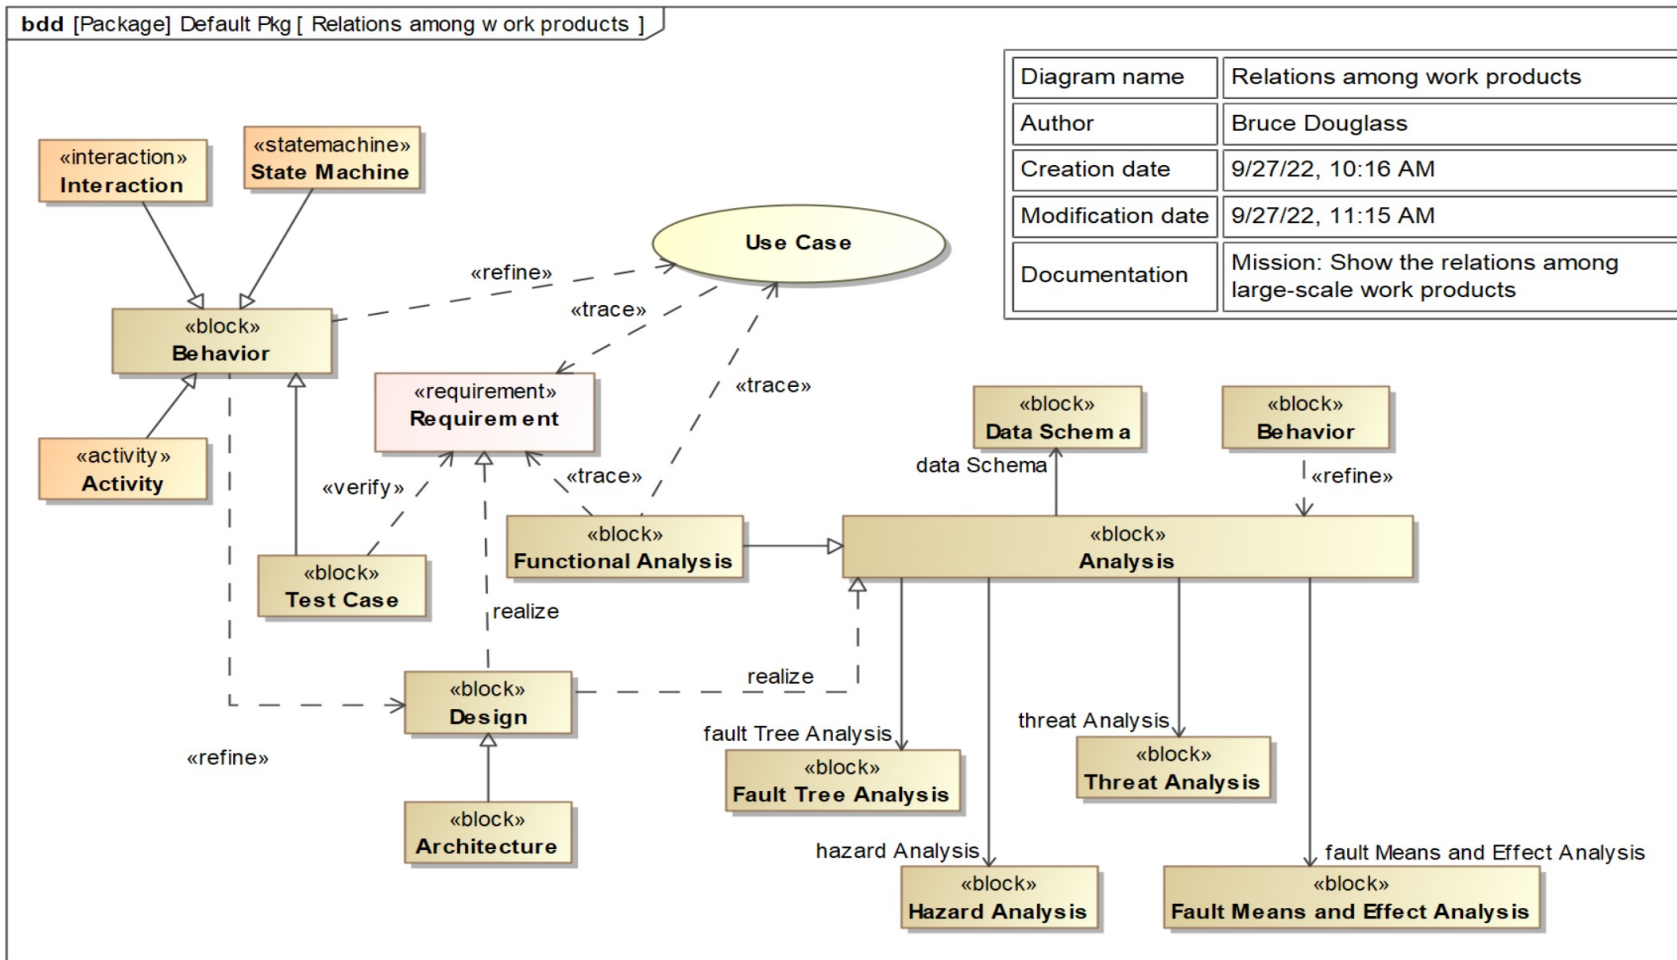 bdd [Package] Default Pkg [ Relations among work products ]
Diagram name
Relations among work products
Author
Bruce Douglass
Creation date
9/27/22, 10:16 AM
Modification date
9/27/22, 11:15 AM
Documentation
Mission: Show the relations among
large-scale work products
«interaction»
Interaction
«statemachine»
State Machine
Use Case
«refine»
«trace»
«block»
Behavior
«trace»
«requirement»
Requirement
«block»
Data Schema
«block»
Behavior
«activity»
Activity
«verify»
«trace»
data Schema
«refine»
«block»
Functional Analysis
«block»
Analysis
«block»
Test Case
realize
realize
«block»
Design
«refine»
fault Tree Analysis
threat Analysis
«block»
Fault Tree Analysis
«block»
Threat Analysis
«block»
Architecture
hazard Analysis
fault Means and Effect Analysis
«block»
Hazard Analysis
«block»
Fault Means and Effect Analysis